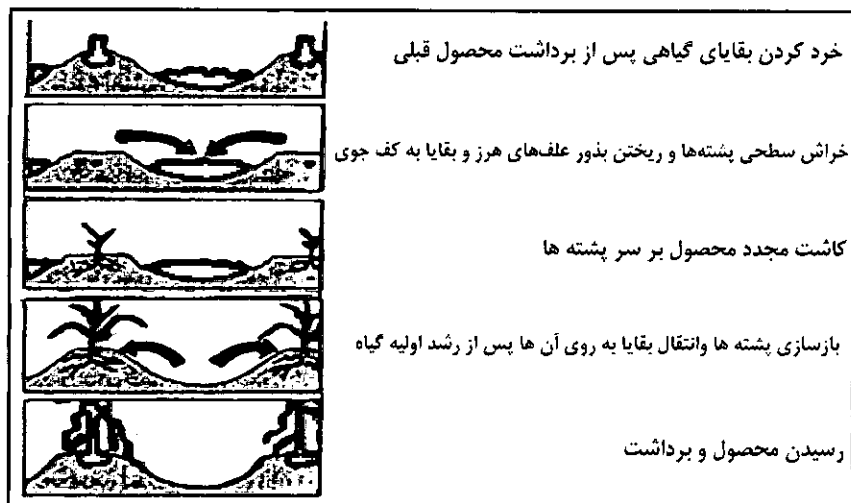 خرد کردن بقایای گیاهی پس از برداشت محصول قبلی
خراش سطحی پشته‌ها و ریختن بذور علف‌های هرز و بقایا به کف جوی
کاشت مجدد محصول بر سر پشته ها
بازسازی پشته ها وانتقال بقایا به روی آن ها پس از رشد اولیه گیاه
رسیدن محصول و برداشت